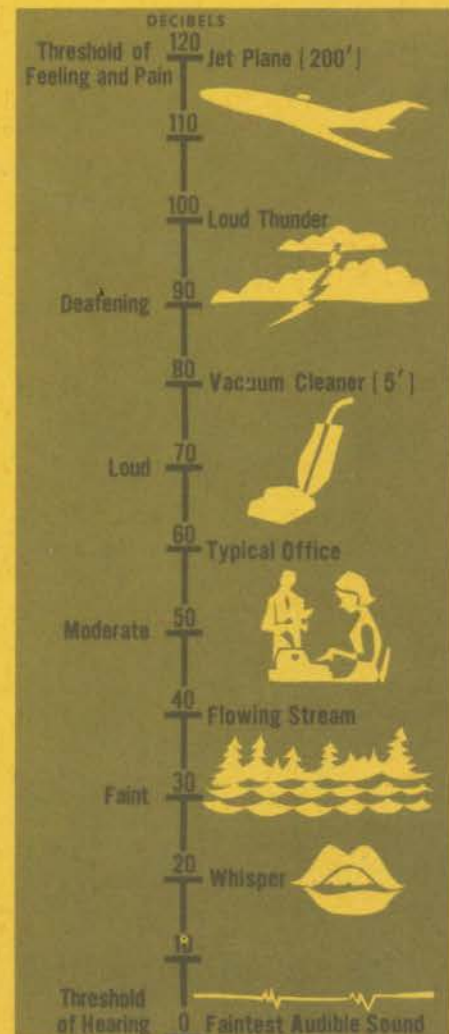 DECIBELS
Threshold of
Feeling and Pain
120
Jet Plane (200')
110
100
Loud Thunder
Deafening
90
80
Vacuum Cleaner (5')
Loud
70
60
Typical Office
Moderate
50
40
Flowing Stream
Faint
30
20
Whisper
10
Threshold
of Hearing
0
Faintest Audible Sound